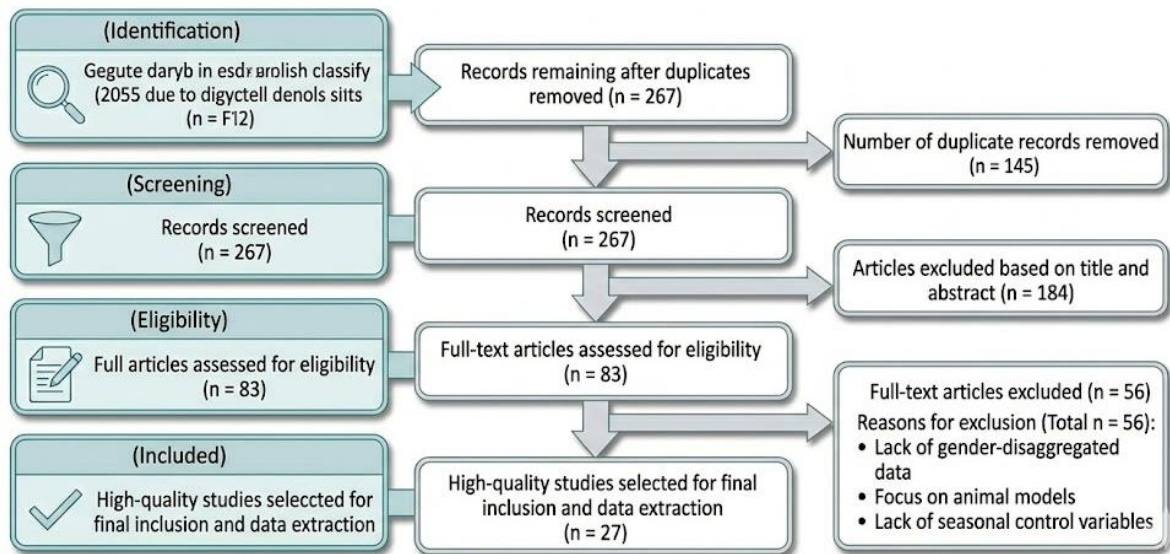 (Identification)
Gegute daryb in classify
(2055 due to digyctell denols
(n =
Records remaining after duplicates
removed (n = 267)
Number of duplicate records removed
(n = 145)
(Screening)
Records screened
(n = 267)
Records screened
(n = 267)
Articles excluded based on title and
abstract (n = 184)
(Eligibility)
Full articles assessed for eligibility
(n = 83)
Full-text articles assessed for eligibility
(n = 83)
Full-text articles excluded (n = 56)
Reasons for exclusion (Total n = 56):
• Lack of gender-disaggregated
data
• Focus on animal models
• Lack of seasonal control variables
(Included)
High-quality studies selectted for
final inclusion and data extraction
High-quality studies selected for final
inclusion and data extraction
(n = 27)